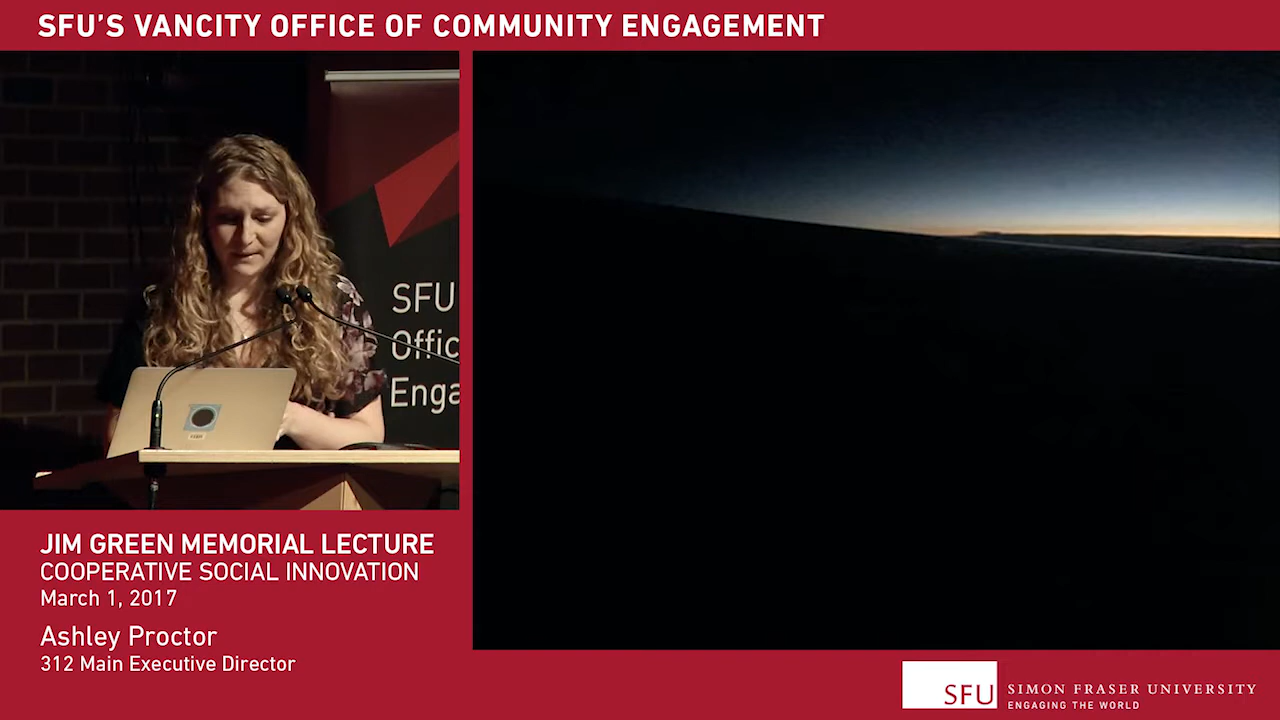 SFU'S VANCITY OFFICE OF COMMUNITY ENGAGEMENT
SFU
Offic
Enga
JIM GREEN MEMORIAL LECTURE
COOPERATIVE SOCIAL INNOVATION
March 1, 2017
Ashley Proctor
312 Main Executive Director
SFU
SIMON FRASER UNIVERSITY
ENGAGING THE WORLD